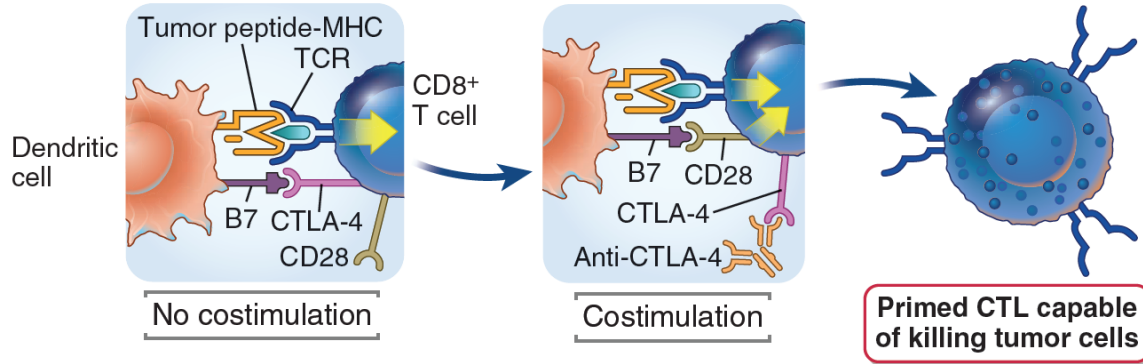 Tumor peptide-MHC
TCR
CD8+
T cell
Dendritic
cell
B7
CTLA-4
CD28
No costimulation
B7
CD28
CTLA-4
Anti-CTLA-4
Costimulation
Primed CTL capable
of killing tumor cells